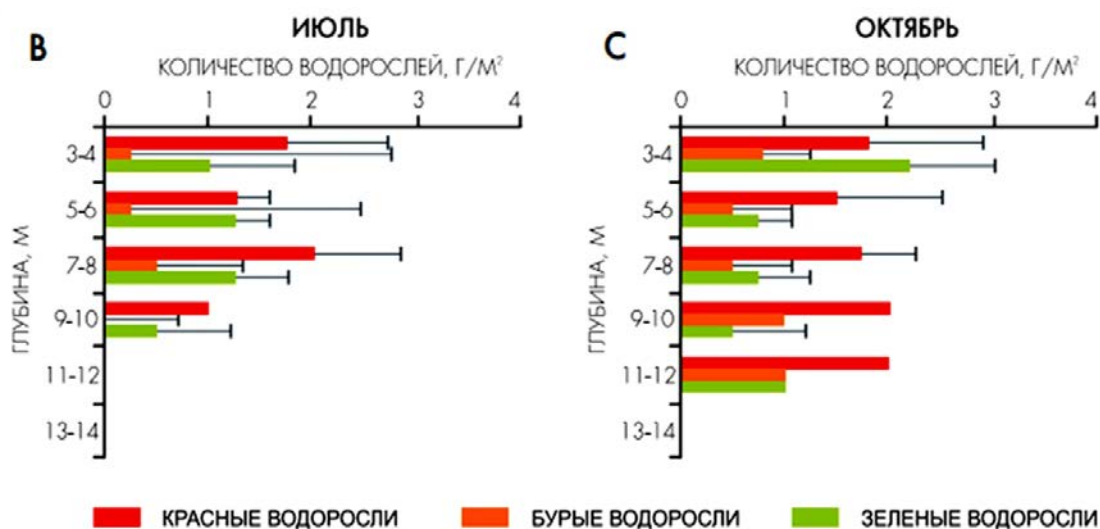 B
ИЮЛЬ
КОЛИЧЕСТВО ВОДОРОСЛЕЙ, Г/М²
0 1 2 3 4
ГЛУБИНА, М
3-4
5-6
7-8
9-10
11-12
13-14
C
ОКТЯБРЬ
КОЛИЧЕСТВО ВОДОРОСЛЕЙ, Г/М²
0 1 2 3 4
ГЛУБИНА, М
3-4
5-6
7-8
9-10
11-12
13-14
КРАСНЫЕ ВОДОРОСЛИ
БУРЫЕ ВОДОРОСЛИ
ЗЕЛЕНЫЕ ВОДОРОСЛИ